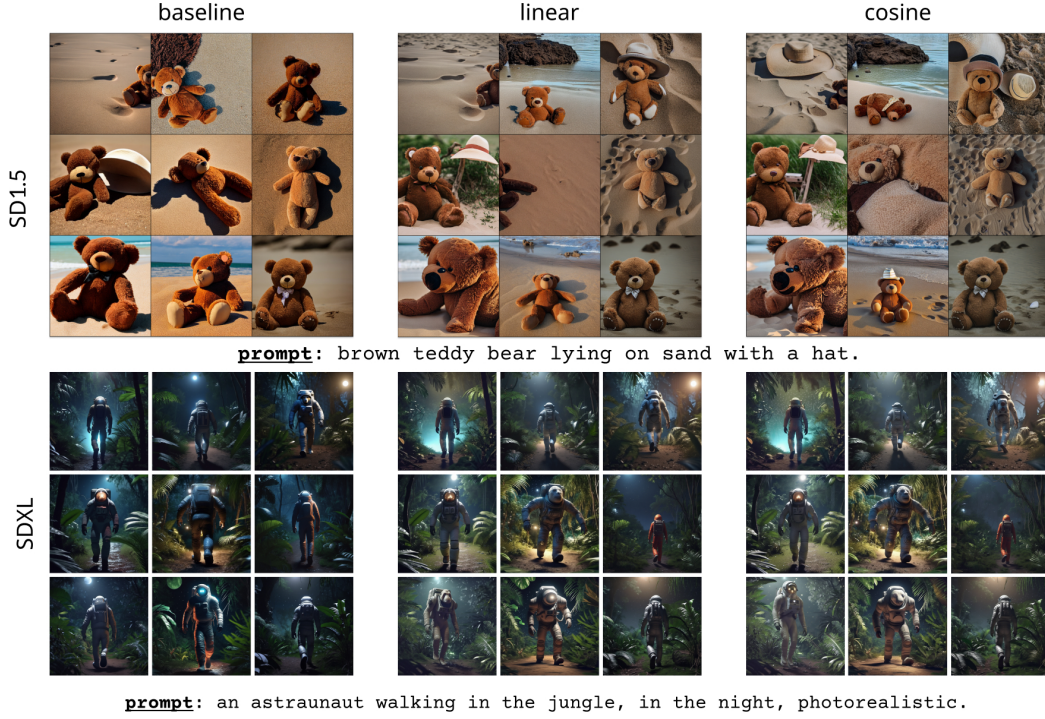 baseline linear cosine
SD1.5
prompt: brown teddy bear lying on sand with a hat.
SDXL
prompt: an astraunaut walking in the jungle, in the night, photorealistic.